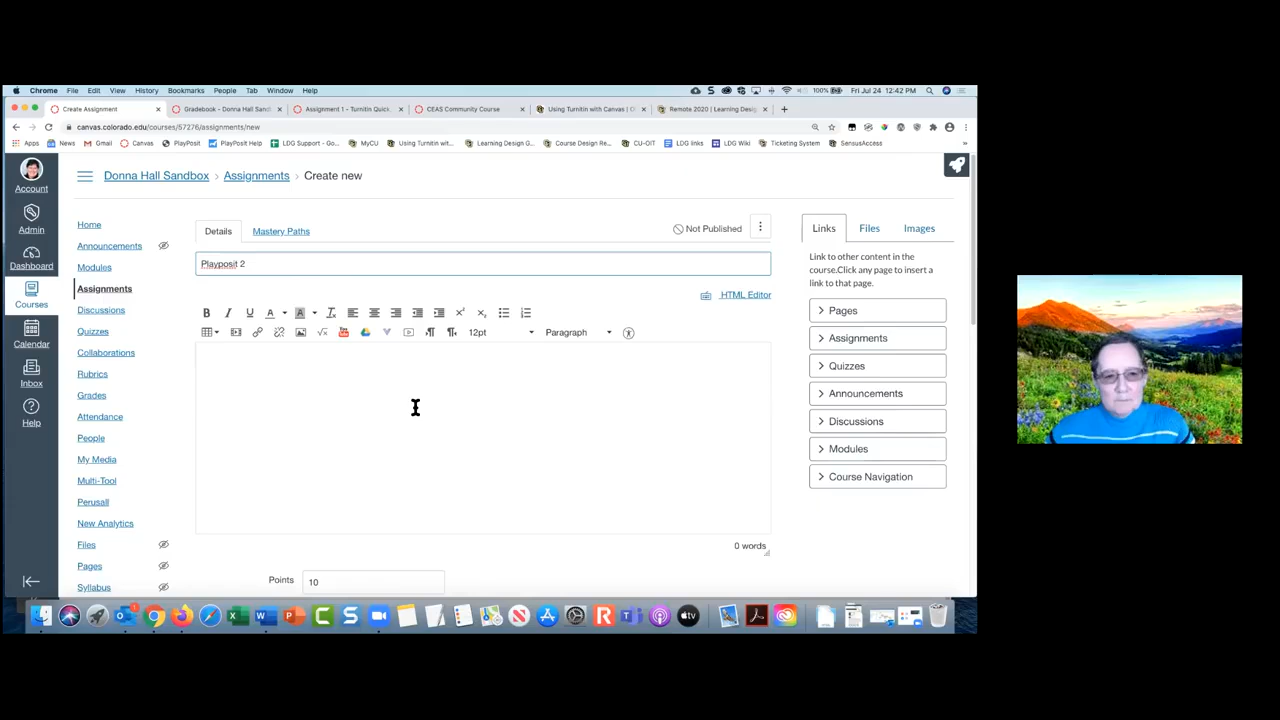 Chrome File Edit View History Bookmarks People Tab Window Help
100% Fri Jul 24 12:42 PM
Create Assignment
Gradebook - Donna Hall Sand
Assignment 1 - Turnitin Quick
CEAS Community Course
Using Turnitin with Canvas | O
Remote 2020 | Learning Desig
canvas.colorado.edu/courses/57276/assignments/new
Apps News Gmail Canvas PlayPosit PlayPosit Help LDG Support - Go... MyCU Using Turnitin wit... Learning Design G... Course Design Re... CU-OIT LDG links LDG Wiki Ticketing System SensusAccess
Account
Admin
Dashboard
Courses
Calendar
Inbox
Help
Donna Hall Sandbox > Assignments > Create new
Home
Announcements
Modules
Assignments
Discussions
Quizzes
Collaborations
Rubrics
Grades
Attendance
People
My Media
Multi-Tool
Perusall
New Analytics
Files
Pages
Syllabus
Details
Mastery Paths
Not Published
Playposit 2
HTML Editor
B I U A A
12pt Paragraph
0 words
Points 10
Links Files Images
Link to other content in the
course.Click any page to insert a
link to that page.
Pages
Assignments
Quizzes
Announcements
Discussions
Modules
Course Navigation